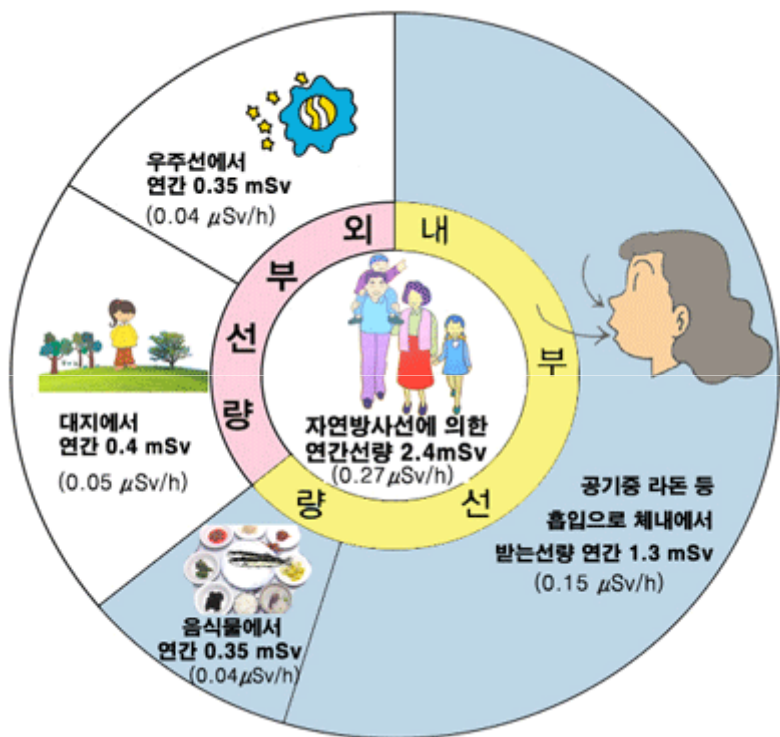 우주선에서
연간 0.35 mSv
(0.04 μSv/h)
외부선량
내부선량
대지에서
연간 0.4 mSv
(0.05 μSv/h)
자연방사선에 의한
연간선량 2.4mSv
(0.27μSv/h)
공기중 라돈 등
흡입으로 체내에서
받는선량 연간 1.3 mSv
(0.15 μSv/h)
음식물에서
연간 0.35 mSv
(0.04μSv/h)